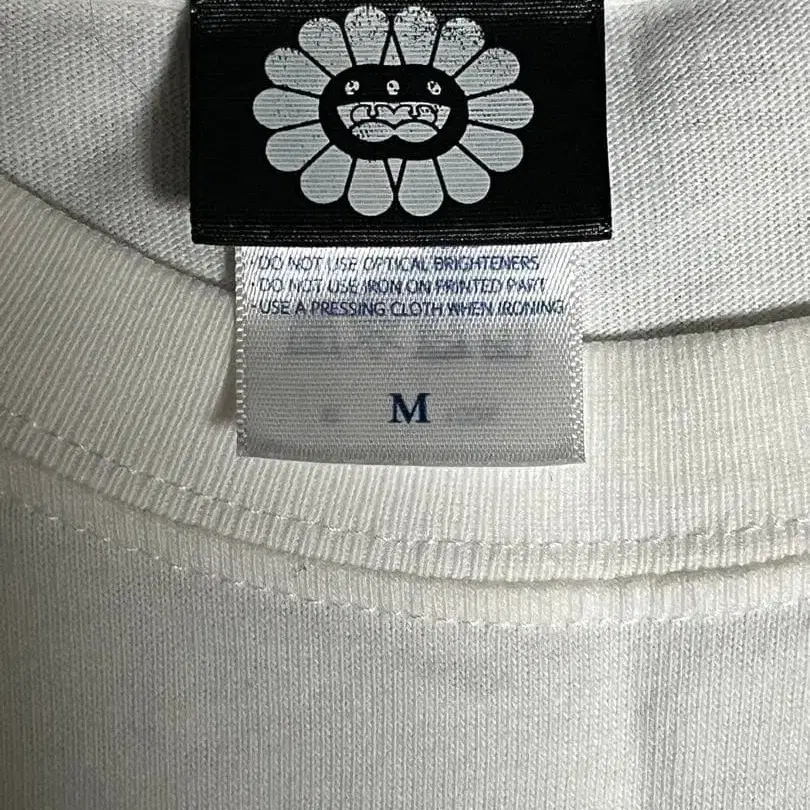 DO NOT USE OPTICAL BRIGHTENERS
DO NOT USE IRON ON PRINTED PART
USE A PRESSING CLOTH WHEN IRONING
M